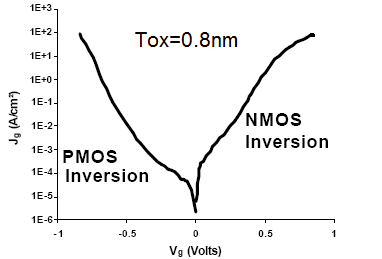 1E+3
1E+2
1E+1
1E+0
1E-1
1E-2
1E-3
1E-4
1E-5
1E-6
Jg (A/cm²)
Tox=0.8nm
NMOS
Inversion
PMOS
Inversion
-1
-0.5
0
0.5
1
Vg (Volts)